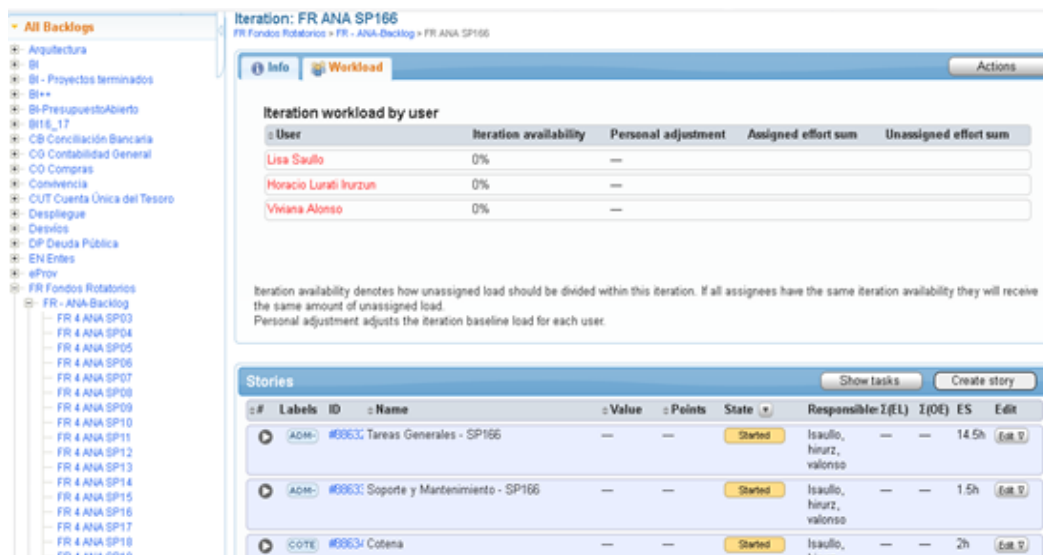 All Backlogs
Arquitectura
BI
BI - Proyectos terminados
BI++
BI-PresupuestoAbierto
BI16_17
CB Conciliación Bancaria
CG Contabilidad General
CO Compras
Convivencia
CUT Cuenta Única del Tesoro
Despliegue
Desvíos
DP Deuda Pública
EN Entes
eProv
FR Fondos Rotatorios
FR - ANA-Backlog
FR 4 ANA SP03
FR 4 ANA SP04
FR 4 ANA SP05
FR 4 ANA SP06
FR 4 ANA SP07
FR 4 ANA SP08
FR 4 ANA SP09
FR 4 ANA SP10
FR 4 ANA SP11
FR 4 ANA SP12
FR 4 ANA SP13
FR 4 ANA SP14
FR 4 ANA SP15
FR 4 ANA SP16
FR 4 ANA SP17
FR 4 ANA SP18
Iteration: FR ANA SP166
FR Fondos Rotatorios » FR - ANA-Backlog » FR ANA SP166
Info Workload Actions
Iteration workload by user
User Iteration availability Personal adjustment Assigned effort sum Unassigned effort sum
Lisa Saullo 0% —
Horacio Lurati Irurzun 0% —
Viviana Alonso 0% —
Iteration availability denotes how unassigned load should be divided within this iteration. If all assignees have the same iteration availability they will receive
the same amount of unassigned load.
Personal adjustment adjusts the iteration baseline load for each user.
Stories Show tasks Create story
# Labels ID Name Value Points State Responsible Σ(EL) Σ(OE) ES Edit
ADM- Tareas Generales - SP166 — — Started lsaullo, — — 14.5h Edit
hirurz,
valonso
ADM- Soporte y Mantenimiento - SP166 — — Started lsaullo, — — 1.5h Edit
hirurz,
valonso
COTE Cotena — — Started lsaullo, — — 2h Edit